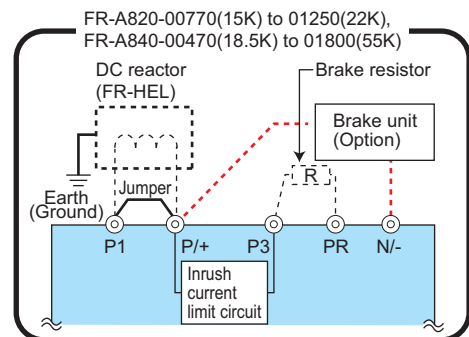 FR-A820-00770(15K) to 01250(22K),
FR-A840-00470(18.5K) to 01800(55K)
DC reactor
(FR-HEL)
Brake resistor
Brake unit
(Option)
R
Earth
(Ground)
Jumper
P1
P/+
P3
PR
N/-
Inrush
current
limit circuit